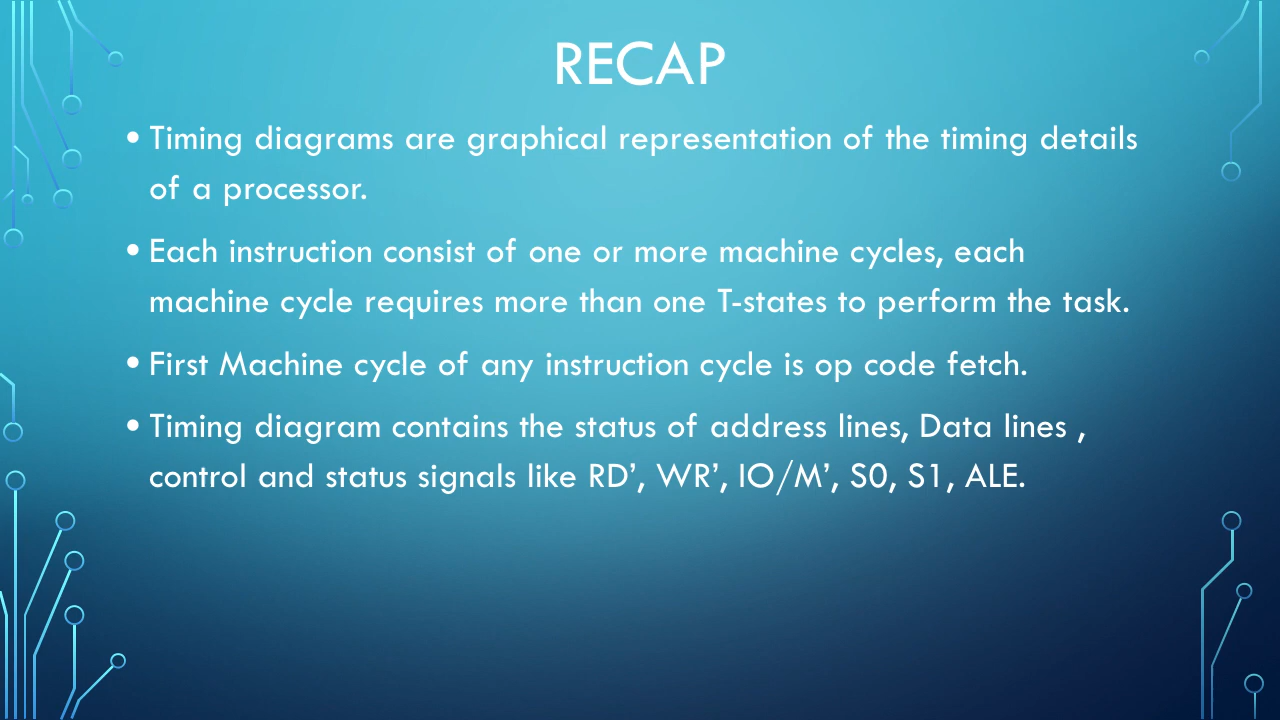 RECAP
• Timing diagrams are graphical representation of the timing details
of a processor.
• Each instruction consist of one or more machine cycles, each
machine cycle requires more than one T-states to perform the task.
• First Machine cycle of any instruction cycle is op code fetch.
• Timing diagram contains the status of address lines, Data lines ,
control and status signals like RD’, WR’, IO/M’, S0, S1, ALE.